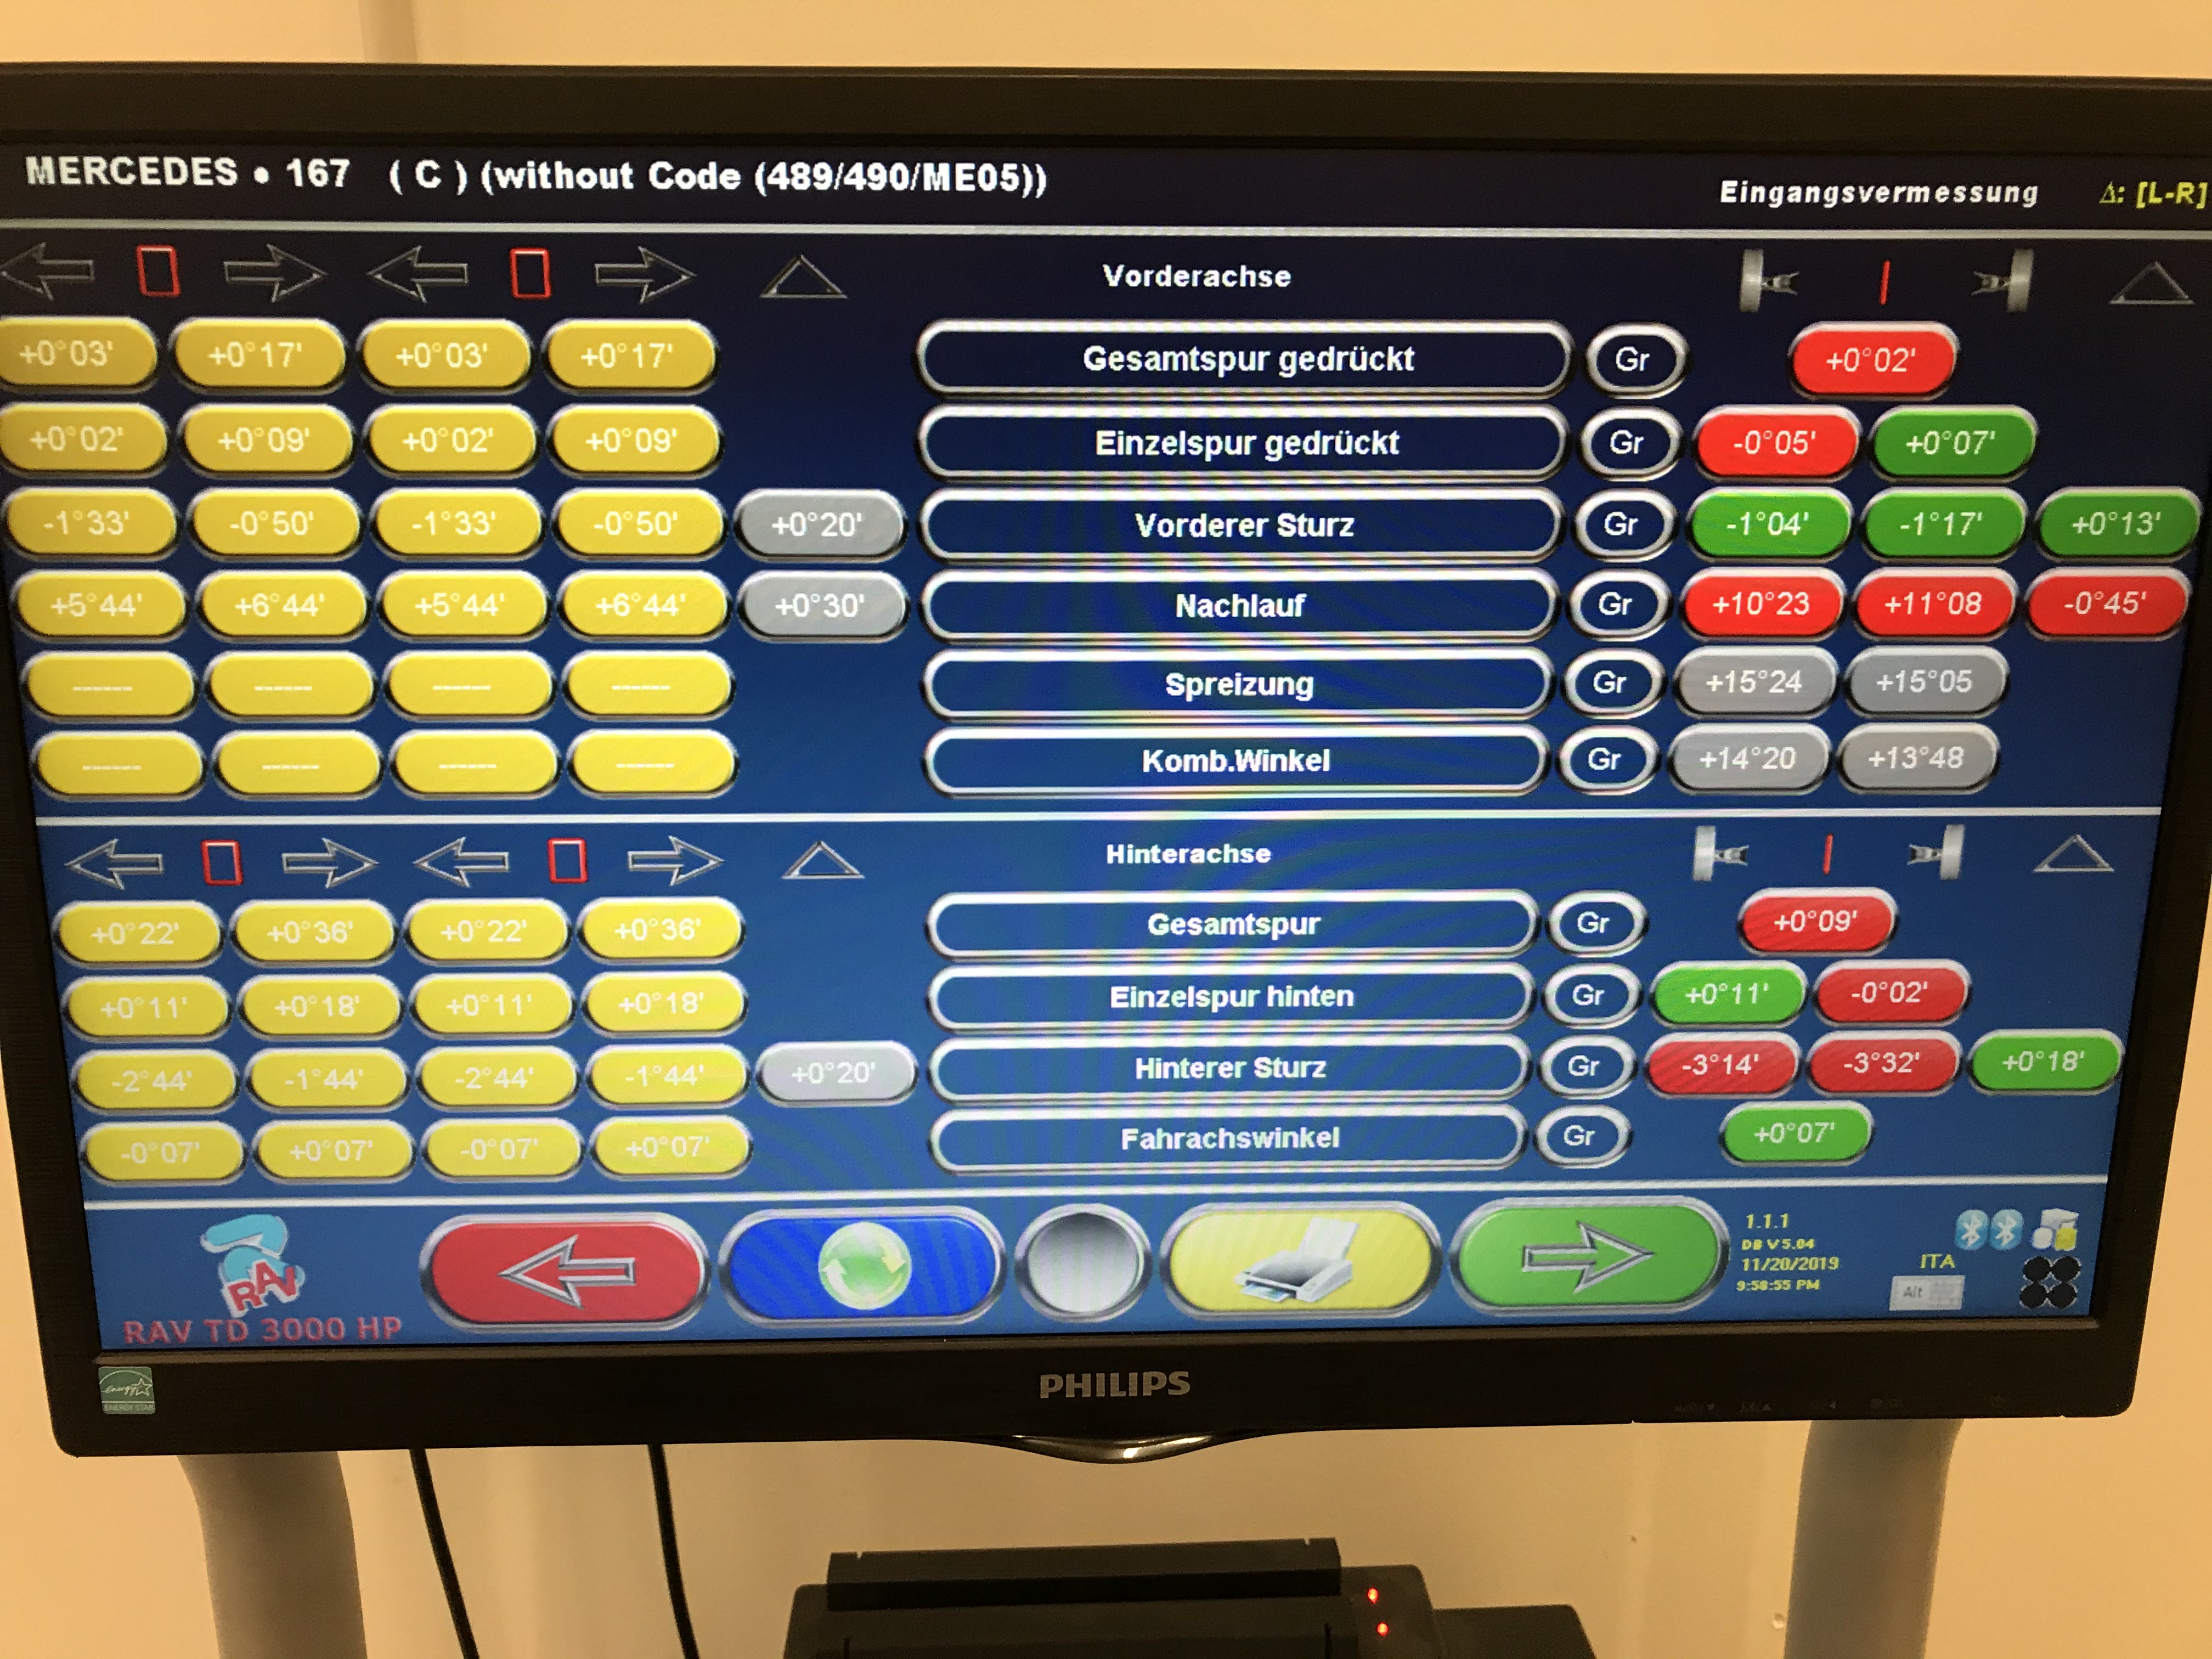 MERCEDES • 167 ( C ) (without Code (489/490/ME05))
Eingangsvermessung Δ: [L-R]
Vorderachse
+0°03' +0°17' +0°03' +0°17' Gesamtspur gedrückt Gr +0°02'
+0°02' +0°09' +0°02' +0°09' Einzelspur gedrückt Gr -0°05' +0°07'
-1°33' -0°50' -1°33' -0°50' +0°20' Vorderer Sturz Gr -1°04' -1°17' +0°13'
+5°44' +6°44' +5°44' +6°44' +0°30' Nachlauf Gr +10°23 +11°08 -0°45'
------ ------ ------ ------ Spreizung Gr +15°24 +15°05
------ ------ ------ ------ Komb.Winkel Gr +14°20 +13°48
Hinterachse
+0°22' +0°36' +0°22' +0°36' Gesamtspur Gr +0°09'
+0°11' +0°18' +0°11' +0°18' Einzelspur hinten Gr +0°11' -0°02'
-2°44' -1°44' -2°44' -1°44' +0°20' Hinterer Sturz Gr -3°14' -3°32' +0°18'
-0°07' +0°07' -0°07' +0°07' Fahrachswinkel Gr +0°07'
RAV
RAV TD 3000 HP
1.1.1
DB V 5.04
11/20/2019
9:58:55 PM
ITA
Alt
energy
ENERGY STAR
PHILIPS